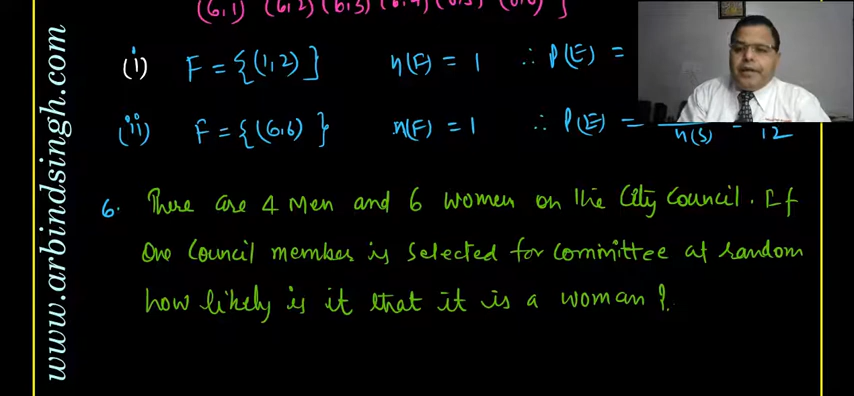 (6,1) (6,2) (6,3) (6,4) (6,5) (6,6) }
(i) F = {(1,2)} n(F) = 1 ∴ P(E) =
(ii) F = {(6,6) } n(F) = 1 ∴ P(E) = n(S) = 12
6. There are 4 Men and 6 women on the City Council. If
One Council member is selected for committee at random
how likely is it that it is a woman ?
www.arbindsingh.com